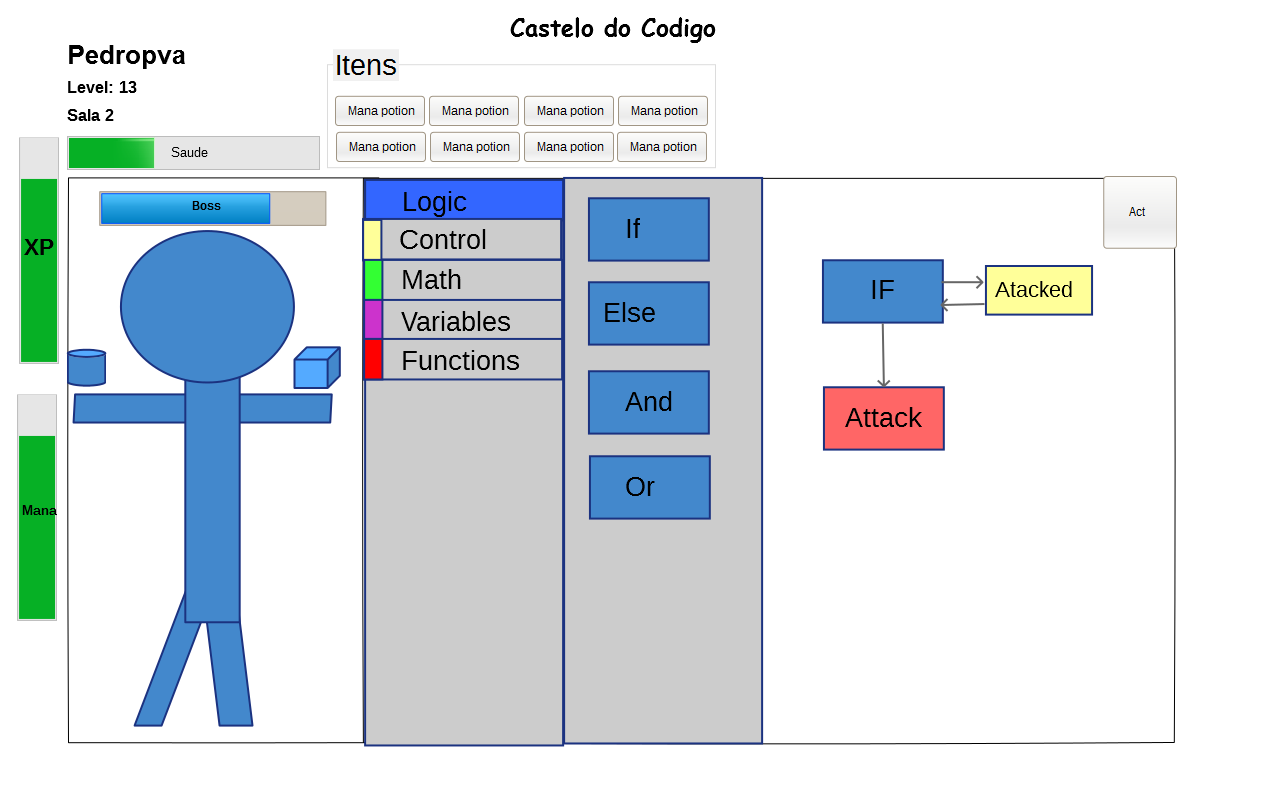 Castelo do Codigo
Pedropva
Level: 13
Sala 2
Saude
Itens
Mana potion Mana potion Mana potion Mana potion
Mana potion Mana potion Mana potion Mana potion
XP
Mana
Boss
Logic
Control
Math
Variables
Functions
If
Else
And
Or
Act
IF
Atacked
Attack